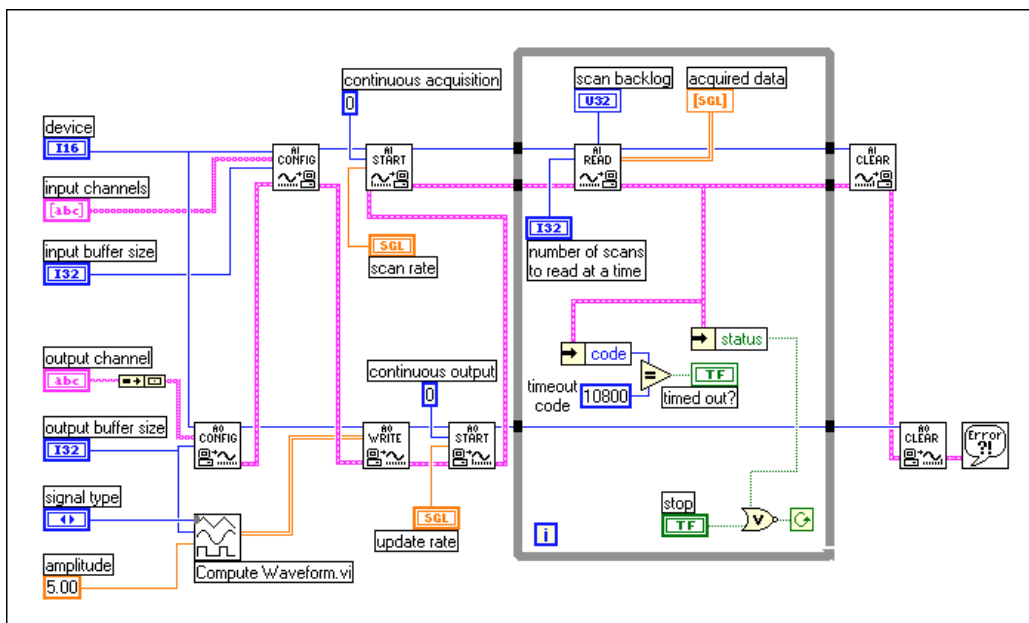 continuous acquisition
0
scan backlog
U32
acquired data
[SGL]
device
I16
AI
CONFIG
AI
START
AI
READ
AI
CLEAR
input channels
[abc]
input buffer size
I32
SGL
scan rate
I32
number of scans
to read at a time
code
status
output channel
abc
continuous output
0
timeout
code
10800
=
TF
timed out?
output buffer size
I32
AO
CONFIG
AO
WRITE
AO
START
AO
CLEAR
Error
?!
signal type
SGL
update rate
stop
TF
V
i
amplitude
5.00
Compute Waveform.vi